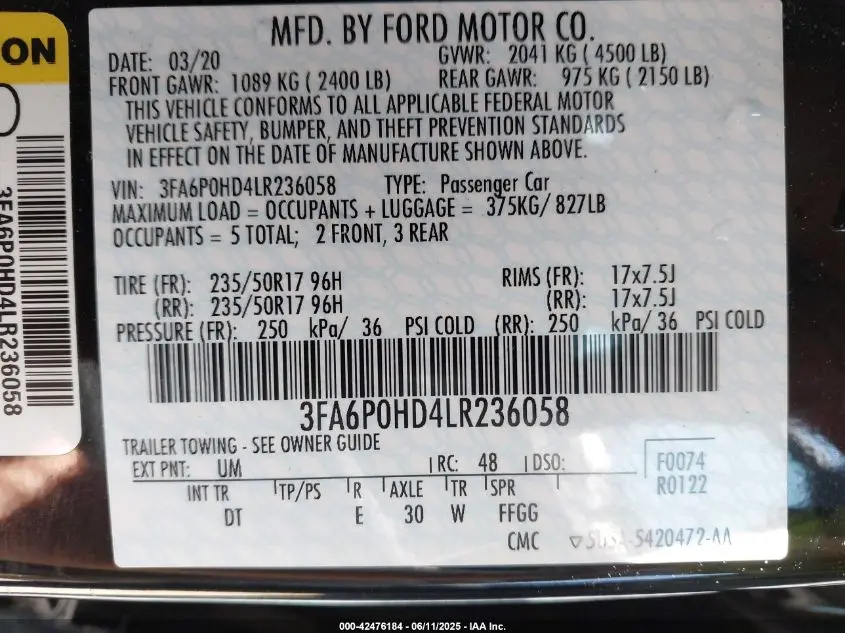 MFD. BY FORD MOTOR CO.
DATE: 03/20 GVWR: 2041 KG ( 4500 LB)
FRONT GAWR: 1089 KG ( 2400 LB) REAR GAWR: 975 KG ( 2150 LB)
THIS VEHICLE CONFORMS TO ALL APPLICABLE FEDERAL MOTOR
VEHICLE SAFETY, BUMPER, AND THEFT PREVENTION STANDARDS
IN EFFECT ON THE DATE OF MANUFACTURE SHOWN ABOVE.
VIN: 3FA6P0HD4LR236058 TYPE: Passenger Car
MAXIMUM LOAD = OCCUPANTS + LUGGAGE = 375KG/ 827LB
OCCUPANTS = 5 TOTAL; 2 FRONT, 3 REAR
TIRE (FR): 235/50R17 96H RIMS (FR): 17x7.5J
(RR): 235/50R17 96H (RR): 17x7.5J
PRESSURE (FR): 250 kPa/ 36 PSI COLD (RR): 250 kPa/ 36 PSI COLD
3FA6P0HD4LR236058
TRAILER TOWING - SEE OWNER GUIDE
EXT PNT: UM RC: 48 DSO: F0074
R0122
INT TR TP/PS R AXLE TR SPR
DT E 30 W FFGG
CMC
ON
3FA6P0HD4LR236058
000-42476184 - 06/11/2025 - IAA Inc.